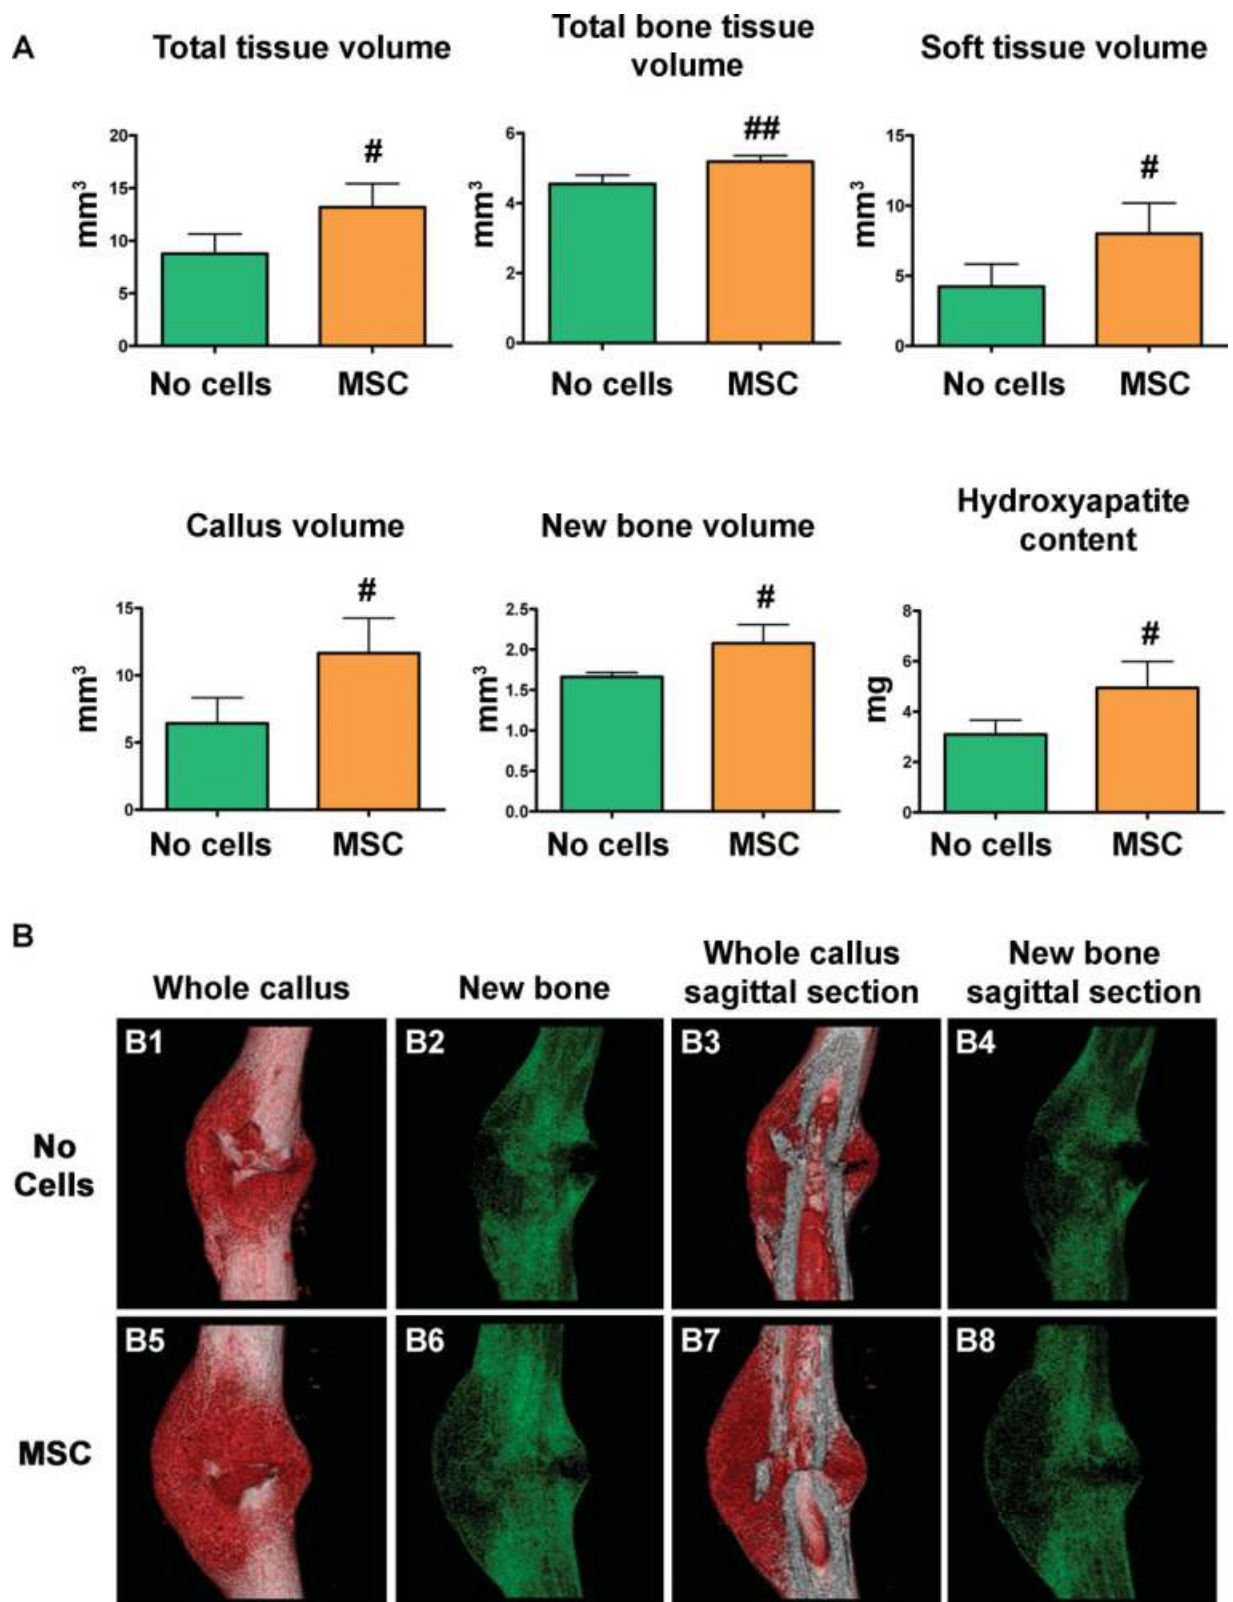 A
Total tissue volume
Total bone tissue
volume
Soft tissue volume
20
15
10
5
0
mm³
#
No cells
MSC
6
4
2
0
mm³
##
No cells
MSC
15
10
5
0
mm³
#
No cells
MSC
Callus volume
New bone volume
Hydroxyapatite
content
15
10
5
0
mm³
#
No cells
MSC
2.5
2.0
1.5
1.0
0.5
0.0
mm³
#
No cells
MSC
8
6
4
2
0
mg
#
No cells
MSC
B
Whole callus
New bone
Whole callus
sagittal section
New bone
sagittal section
No
Cells
B1
B2
B3
B4
MSC
B5
B6
B7
B8